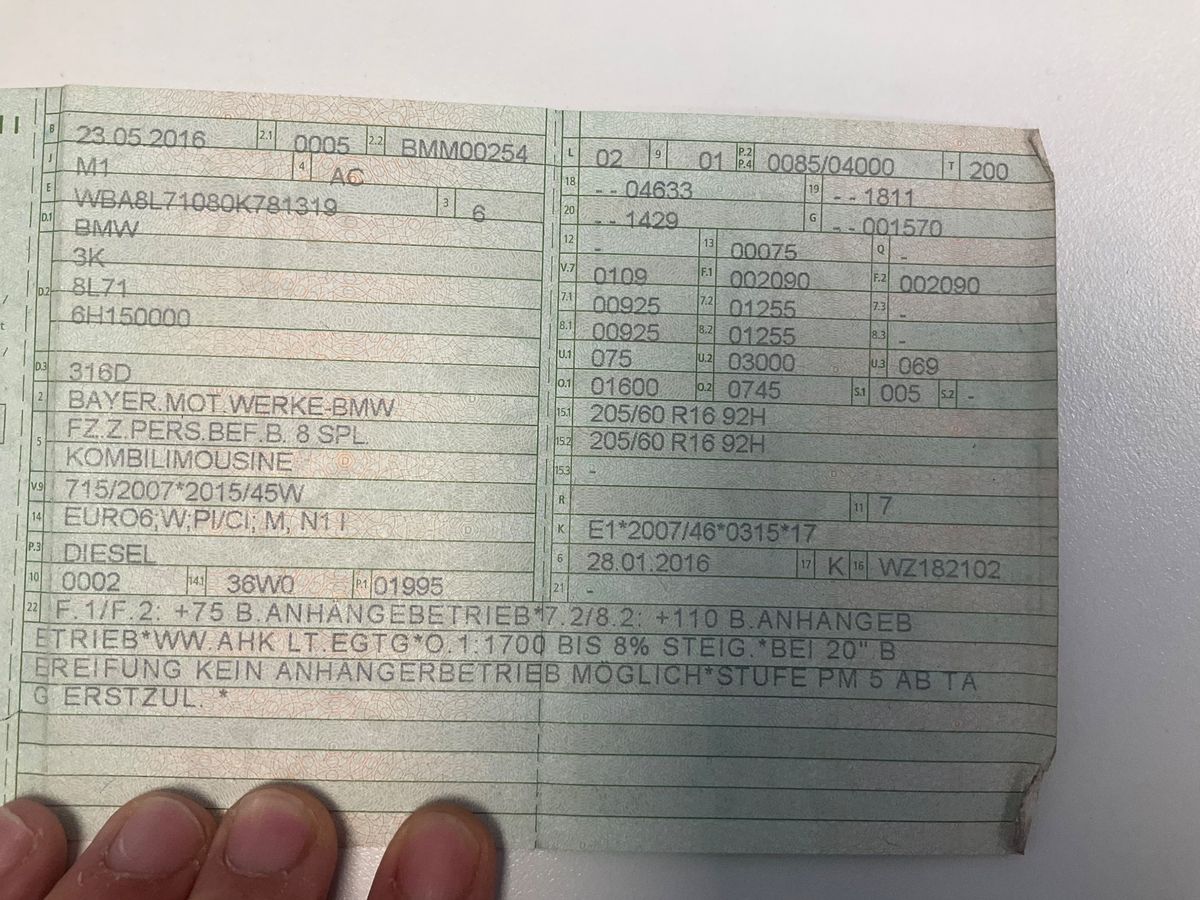 B 23.05.2016 2.1 0005 2.2 BMM00254
J M1 4 AC
E WBA8L71080K781319 3 6
D.1 BMW
3K
D.2 8L71
6H150000
D.3 316D
2 BAYER.MOT.WERKE-BMW
FZ.Z.PERS.BEF.B. 8 SPL.
5 KOMBILIMOUSINE
V.9 715/2007*2015/45W
14 EURO6;W;PI/CI; M, N1 I
P.3 DIESEL
10 0002 14.1 36W0 P.1 01995
L 02 9 01 P.2 P.4 0085/04000 T 200
18 --04633 19 --1811
20 --1429 G --001570
12 - 13 00075 Q -
V.7 0109 F.1 002090 F.2 002090
7.1 00925 7.2 01255 7.3 -
8.1 00925 8.2 01255 8.3 -
U.1 075 U.2 03000 U.3 069
O.1 01600 O.2 0745 S.1 005 S.2 -
15.1 205/60 R16 92H
15.2 205/60 R16 92H
15.3 -
R 11 7
K E1*2007/46*0315*17
6 28.01.2016 17 K 16 WZ182102
21 -
22 F.1/F.2: +75 B.ANHÄNGEBETRIEB*7.2/8.2: +110 B.ANHÄNGEB
ETRIEB*WW.AHK LT.EGTG*O.1:1700 BIS 8% STEIG.*BEI 20" B
EREIFUNG KEIN ANHÄNGERBETRIEB MÖGLICH*STUFE PM 5 AB TA
G ERSTZUL. *